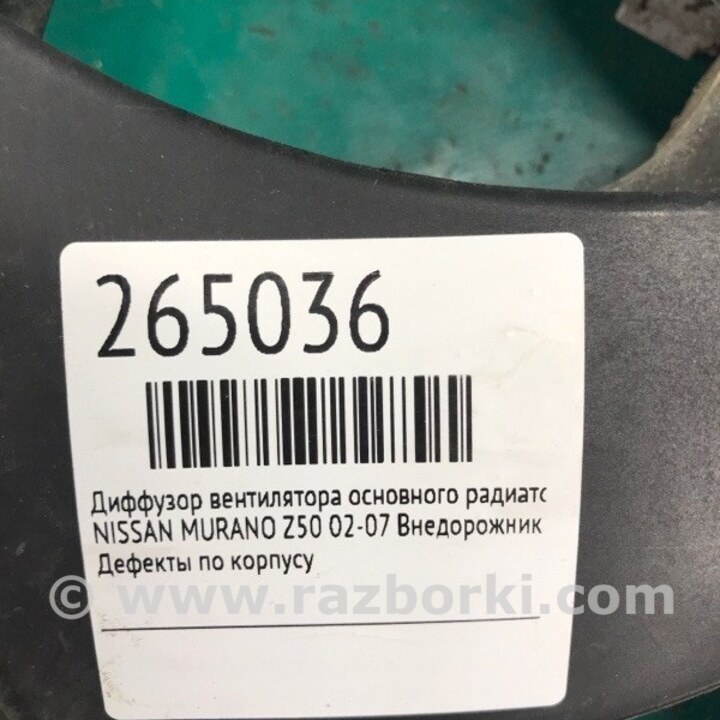 265036
Диффузор вентилятора основного радиатс
NISSAN MURANO Z50 02-07 Внедорожник
Дефекты по корпусу
© www.razborki.com